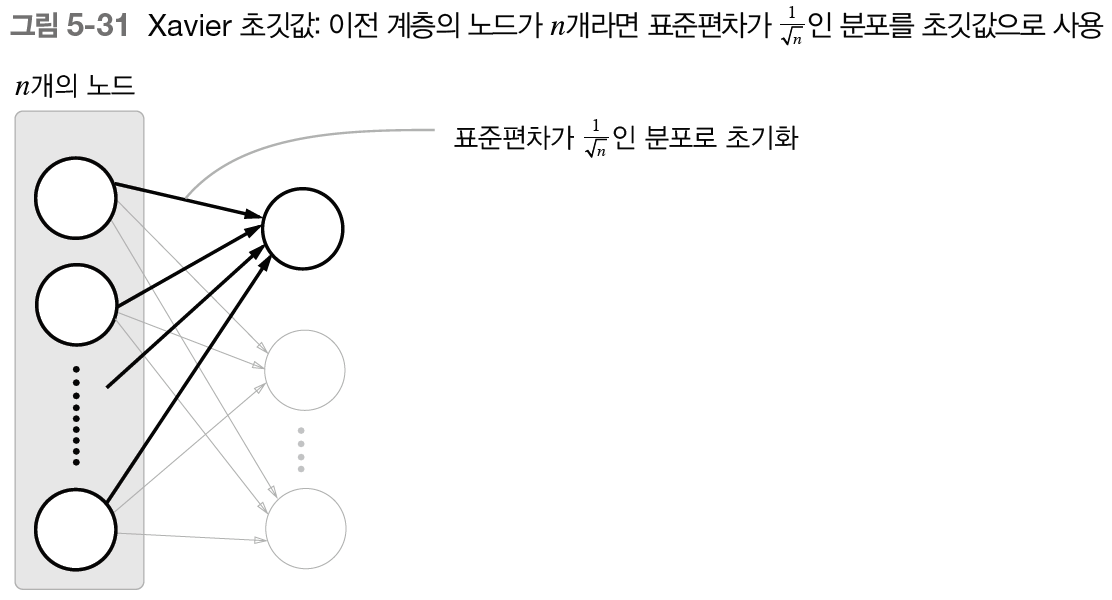 그림 5-31 Xavier 초깃값: 이전 계층의 노드가 n개라면 표준편차가 1/√n인 분포를 초깃값으로 사용
n개의 노드
표준편차가 1/√n인 분포로 초기화